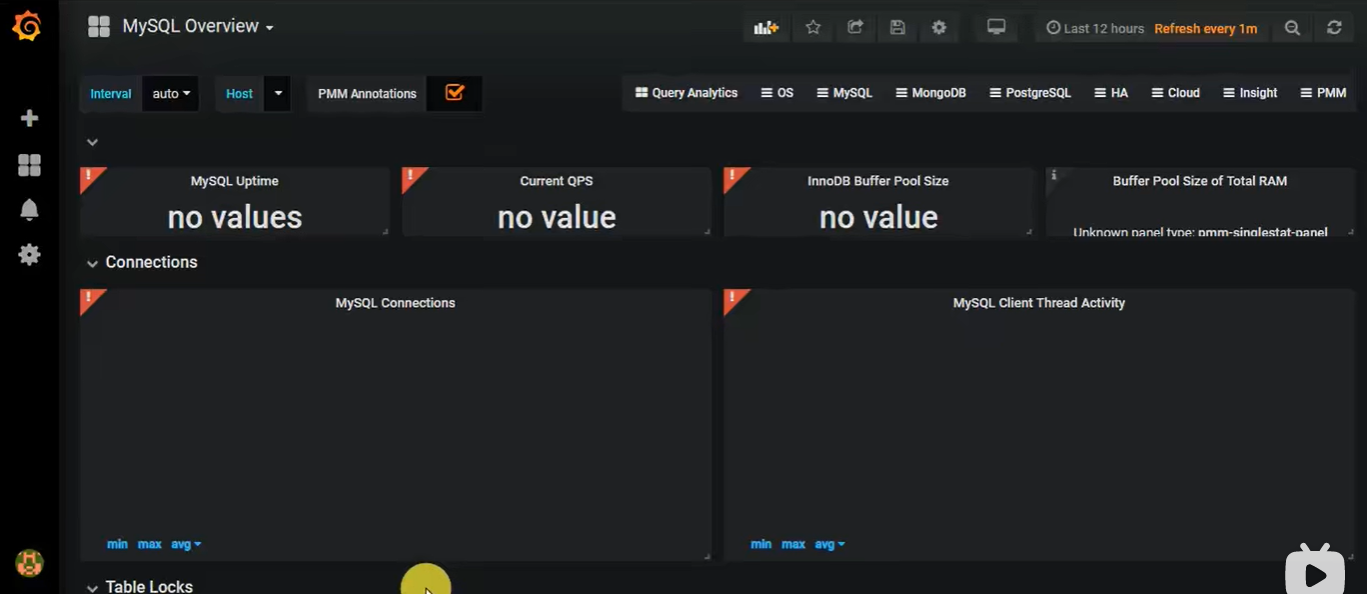 MySQL Overview
Last 12 hours Refresh every 1m
Interval auto Host PMM Annotations Query Analytics OS MySQL MongoDB PostgreSQL HA Cloud Insight PMM
! MySQL Uptime
no values
! Current QPS
no value
! InnoDB Buffer Pool Size
no value
i Buffer Pool Size of Total RAM
Unknown panel type: pmm-singlestat-panel
Connections
! MySQL Connections
min max avg
! MySQL Client Thread Activity
min max avg
Table Locks